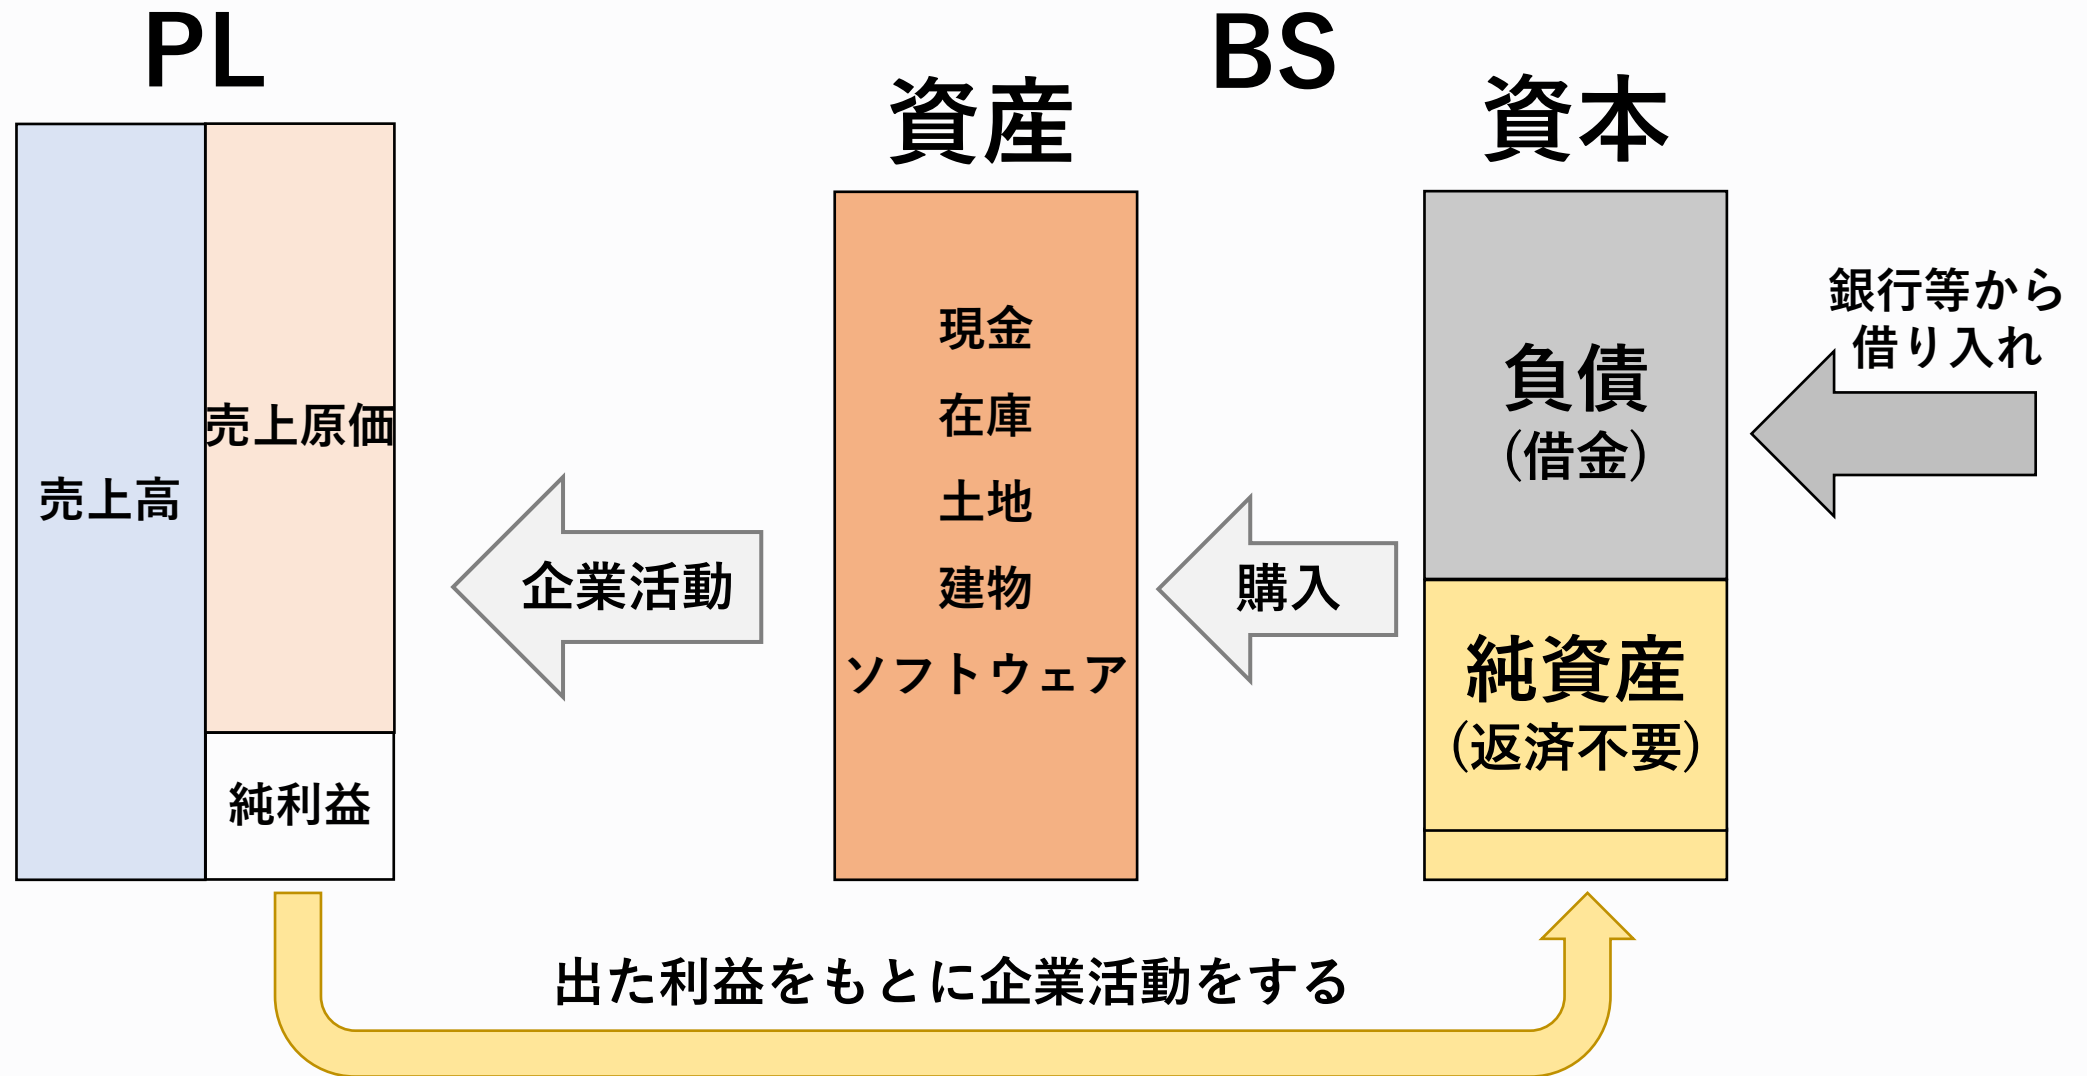 PL
BS
資産
資本
売上高
売上原価
純利益
企業活動
現金
在庫
土地
建物
ソフトウェア
購入
負債
(借金)
純資産
(返済不要)
銀行等から
借り入れ
出た利益をもとに企業活動をする